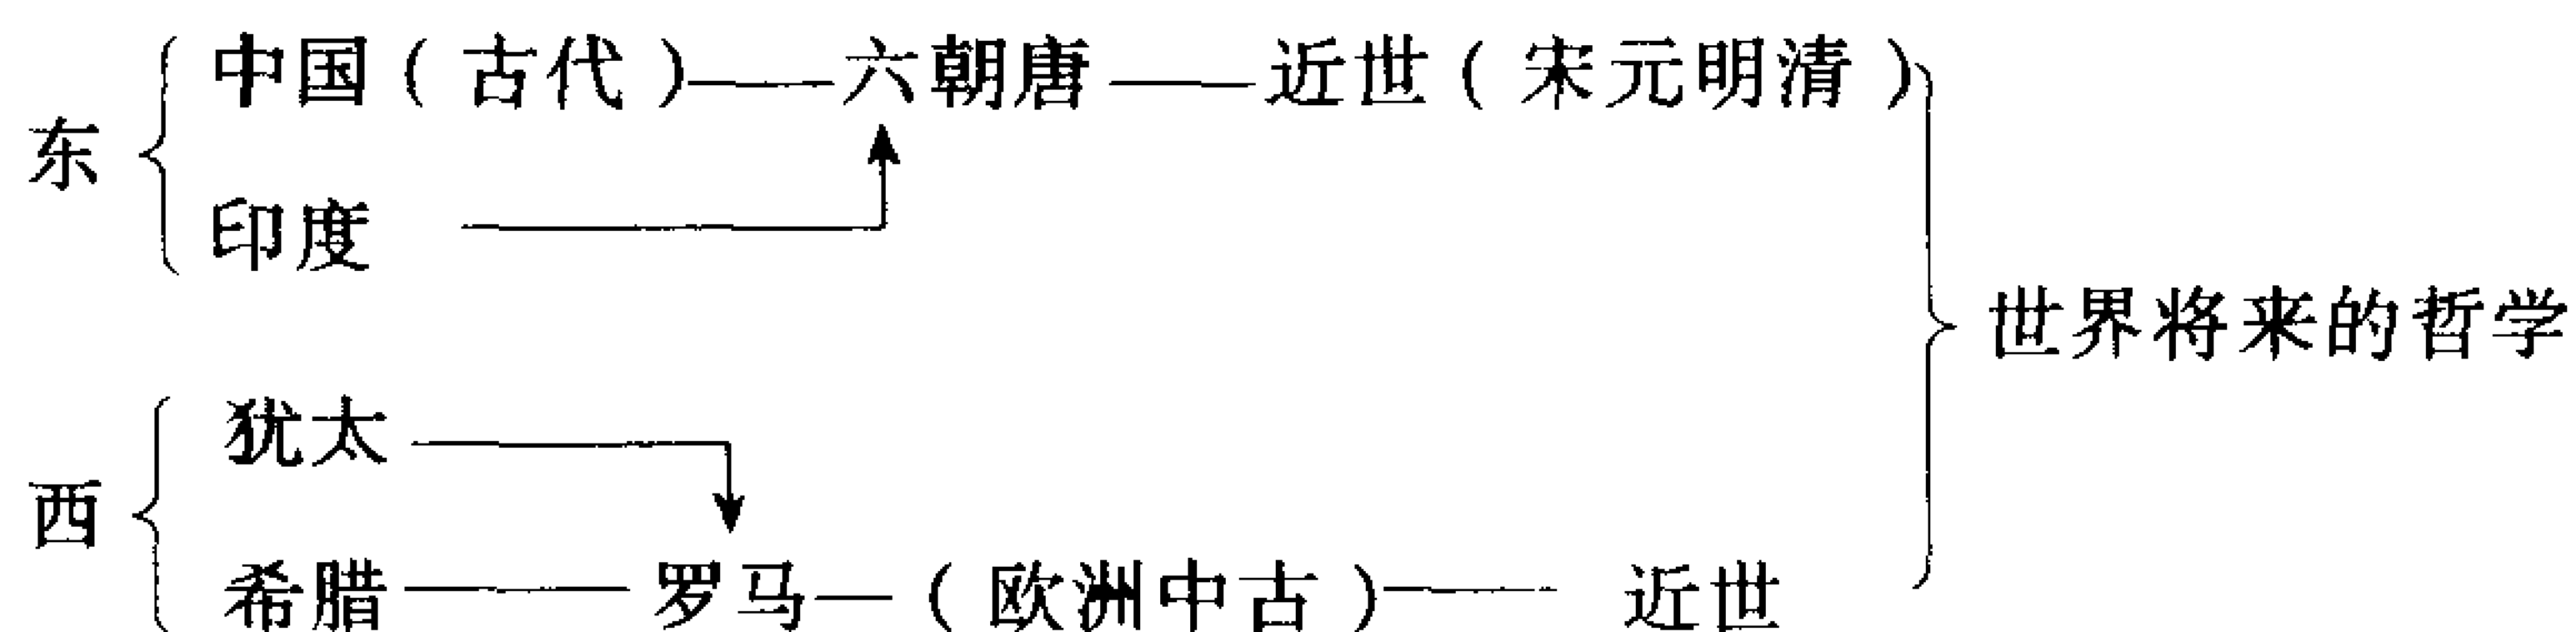 中国(古代)——六朝唐——近世(宋元明清)
东
印度
世界将来的哲学
犹太
西
希腊——罗马—(欧洲中古)——近世